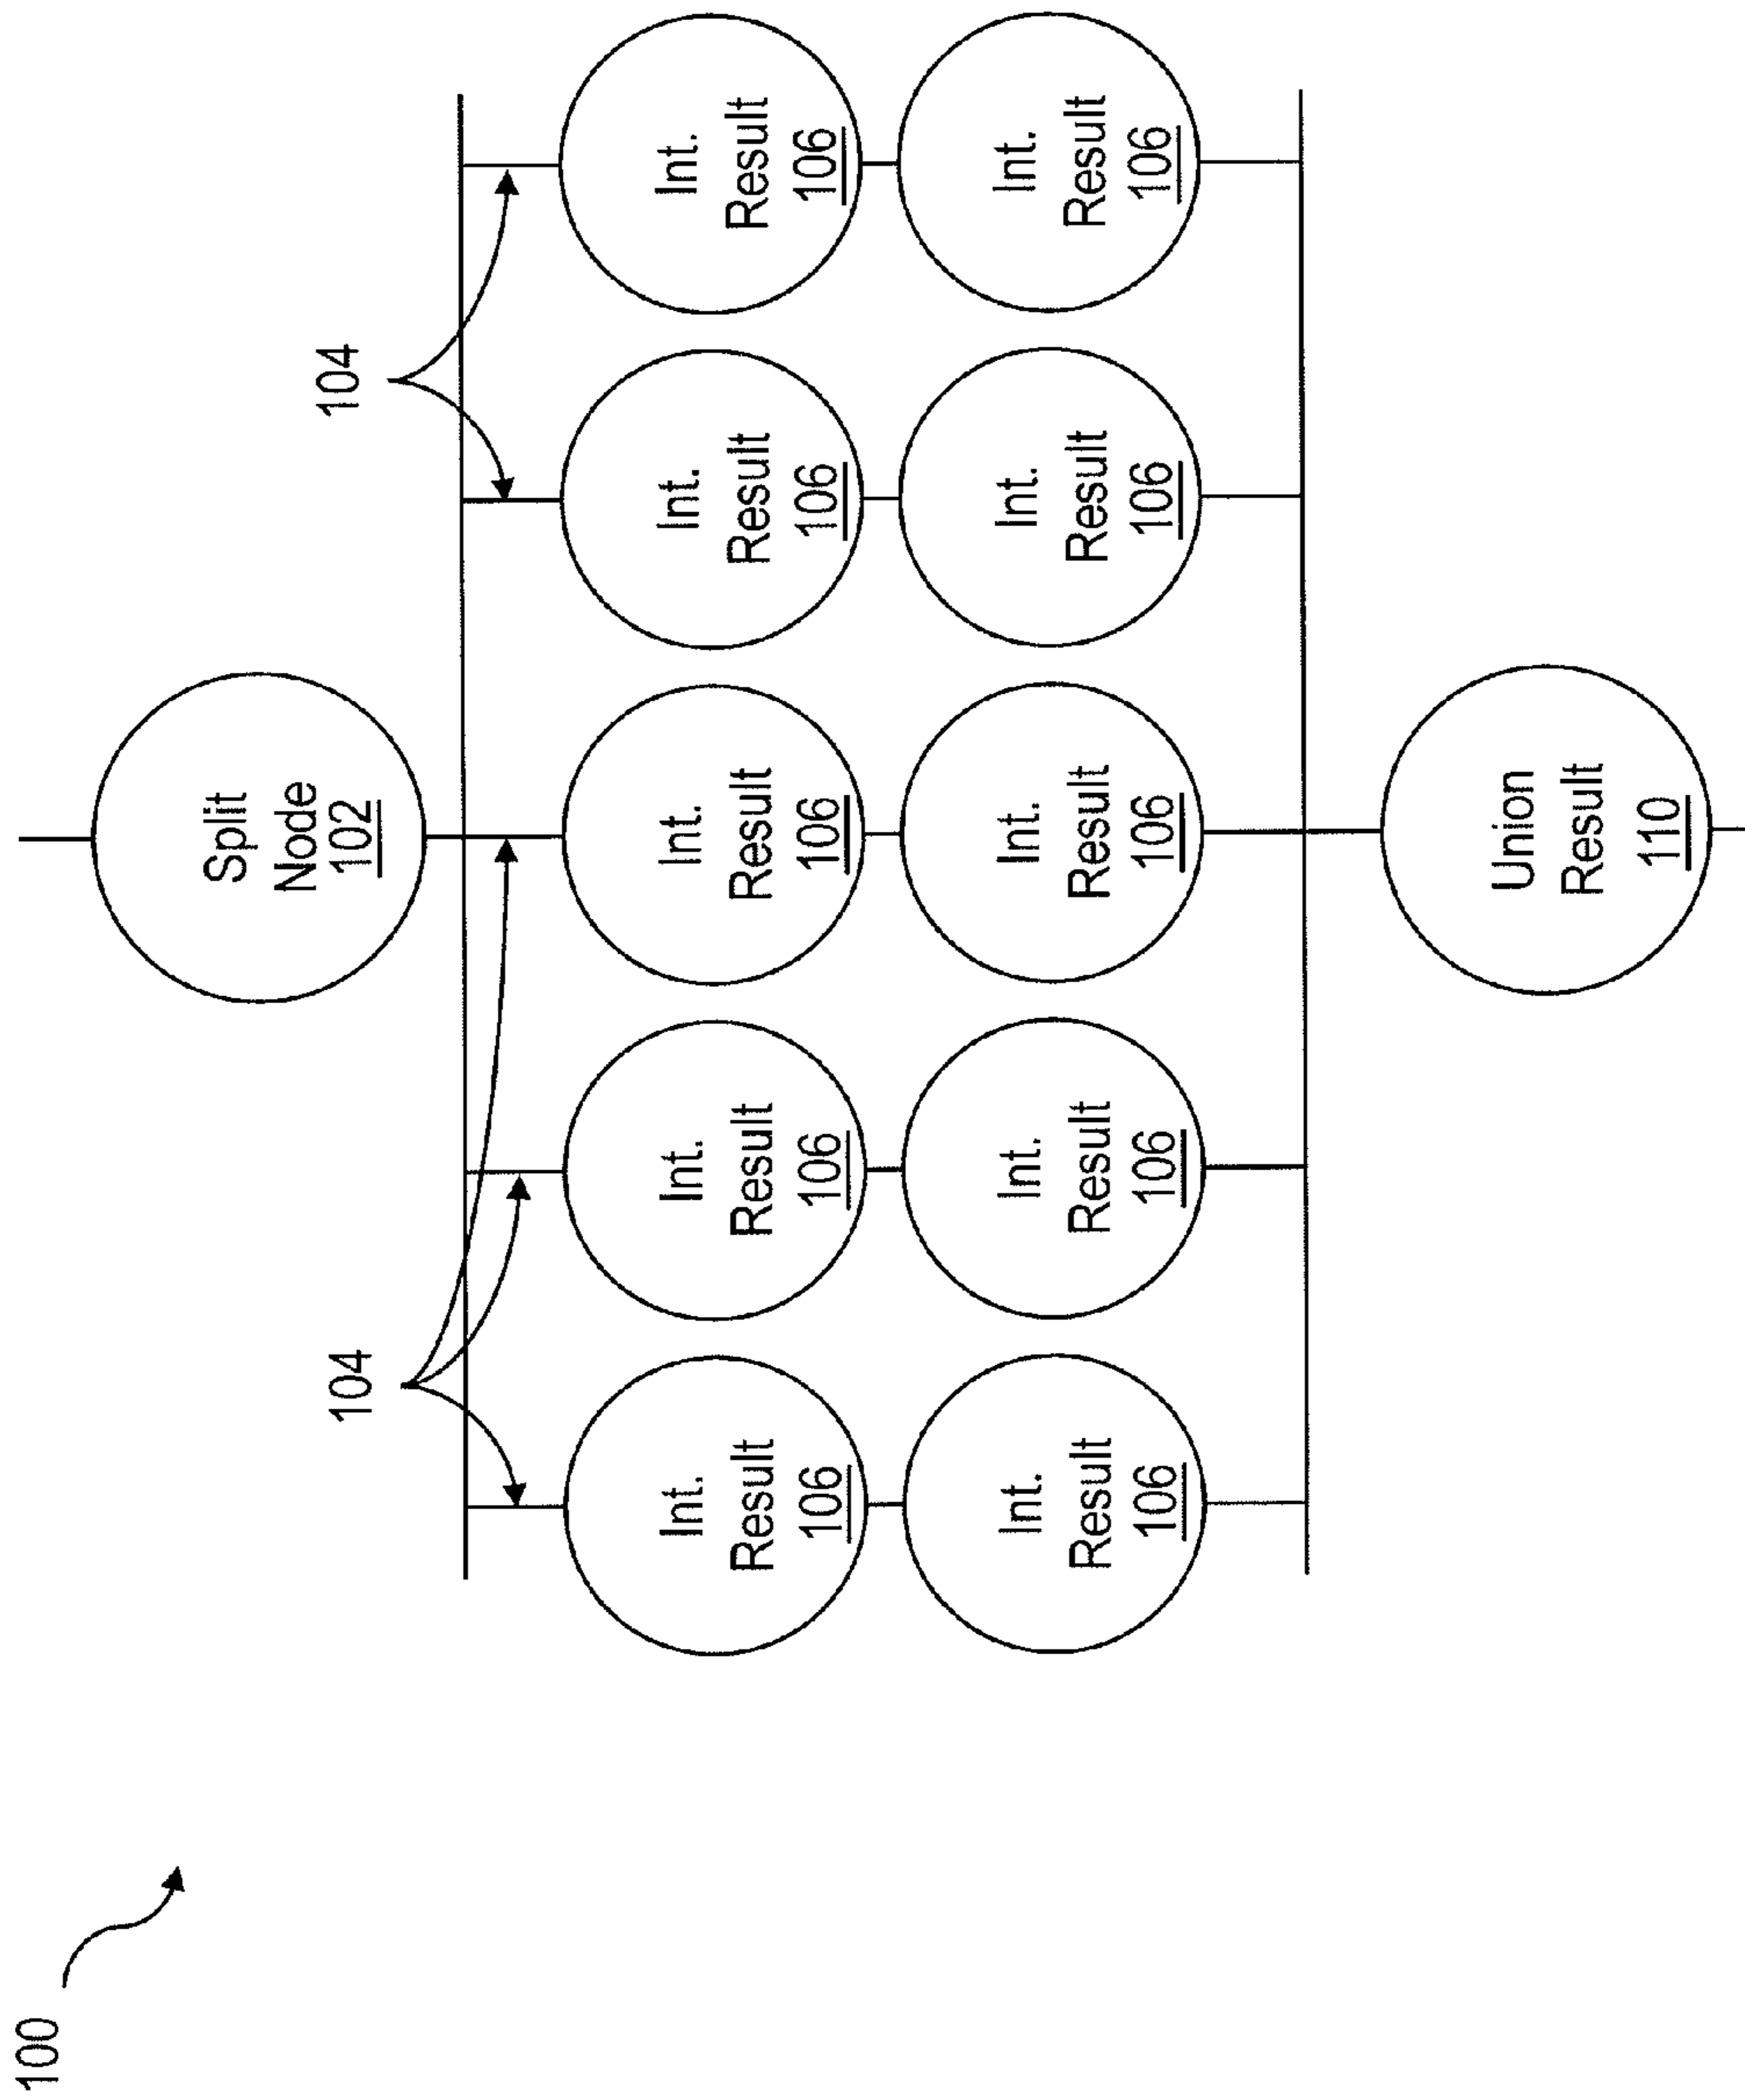 100
Split
Node
102
104
104
Int.
Result
106
Int.
Result
106
Int.
Result
106
Int.
Result
106
Int.
Result
106
Int.
Result
106
Int.
Result
106
Int.
Result
106
Int.
Result
106
Int.
Result
106
Union
Result
110